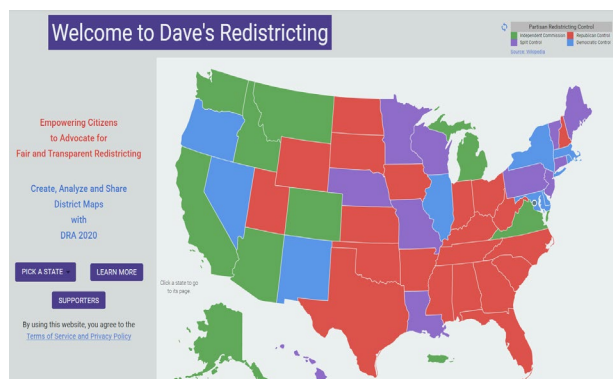 Welcome to Dave's Redistricting
Partisan Redistricting Control
Independent Commission
Republican Control
Split Control
Democratic Control
Source: Wikipedia
Empowering Citizens
to Advocate for
Fair and Transparent Redistricting
Create, Analyze and Share
District Maps
with
DRA 2020
PICK A STATE
LEARN MORE
SUPPORTERS
Click a state to go
to its page.
By using this website, you agree to the
Terms of Service and Privacy Policy